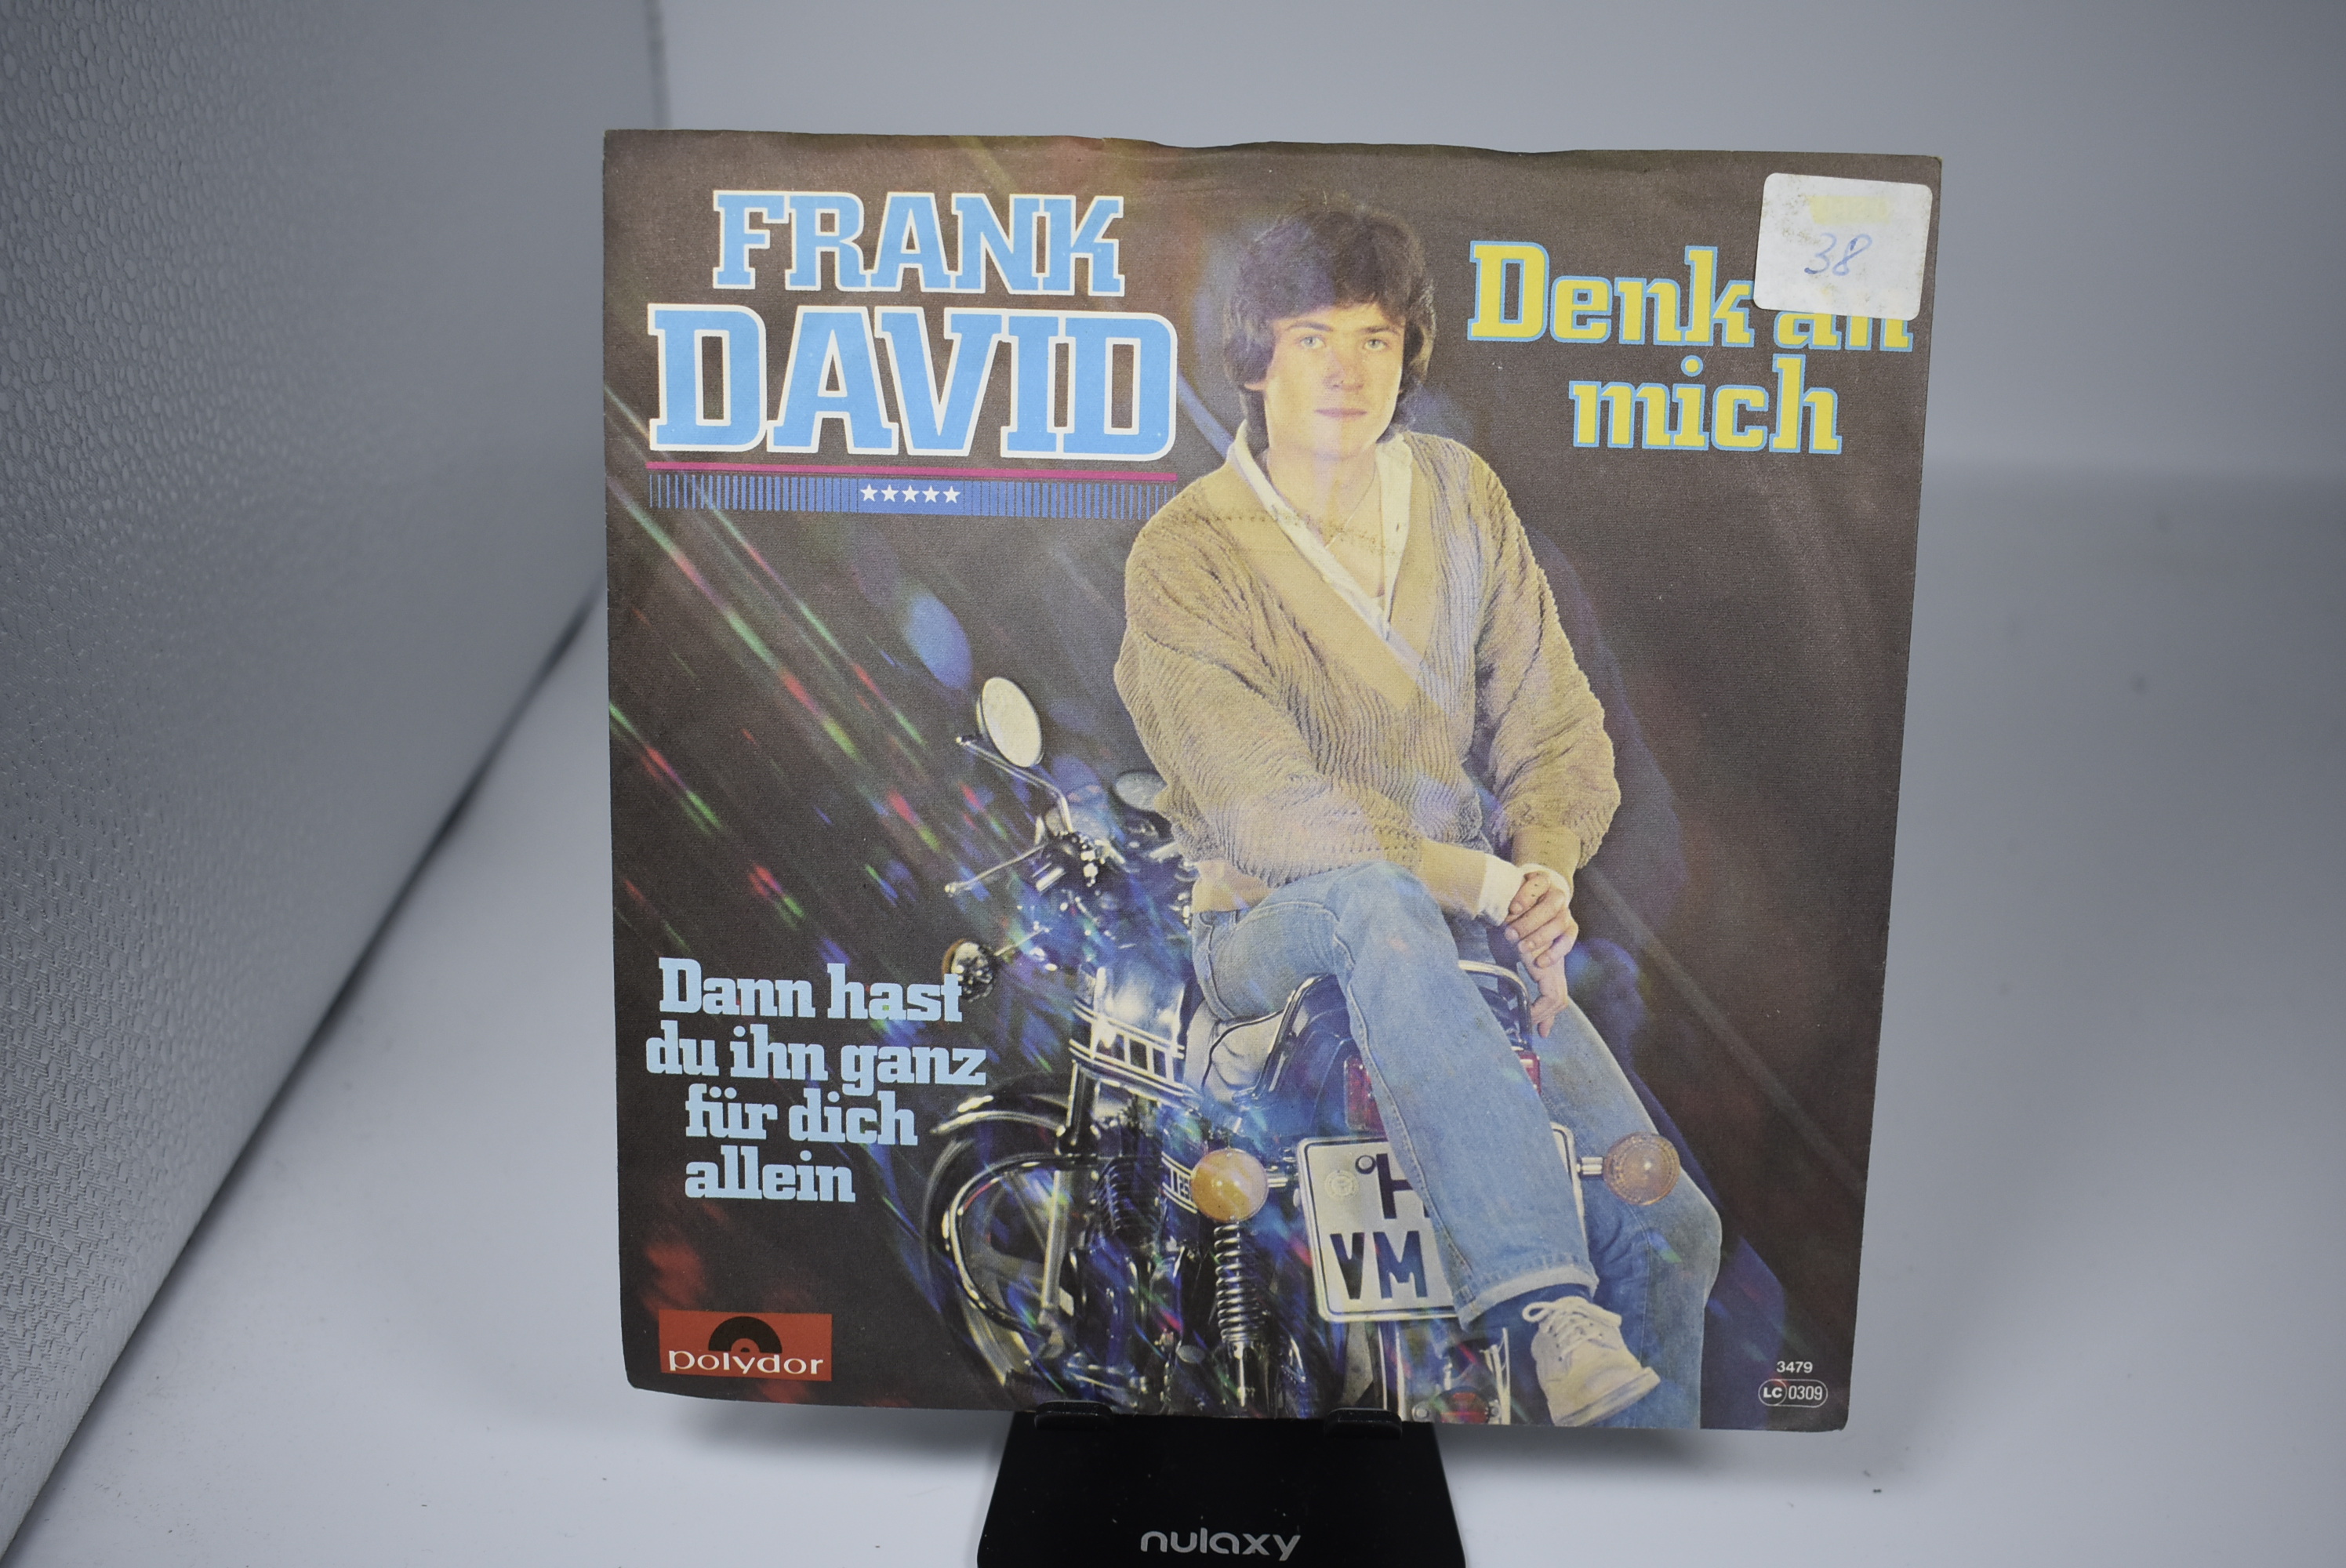 FRANK
DAVID
38
Denk an
mich
Dann hast
du ihn ganz
für dich
allein
H
VM
polydor
3479
LC 0309
nulaxy